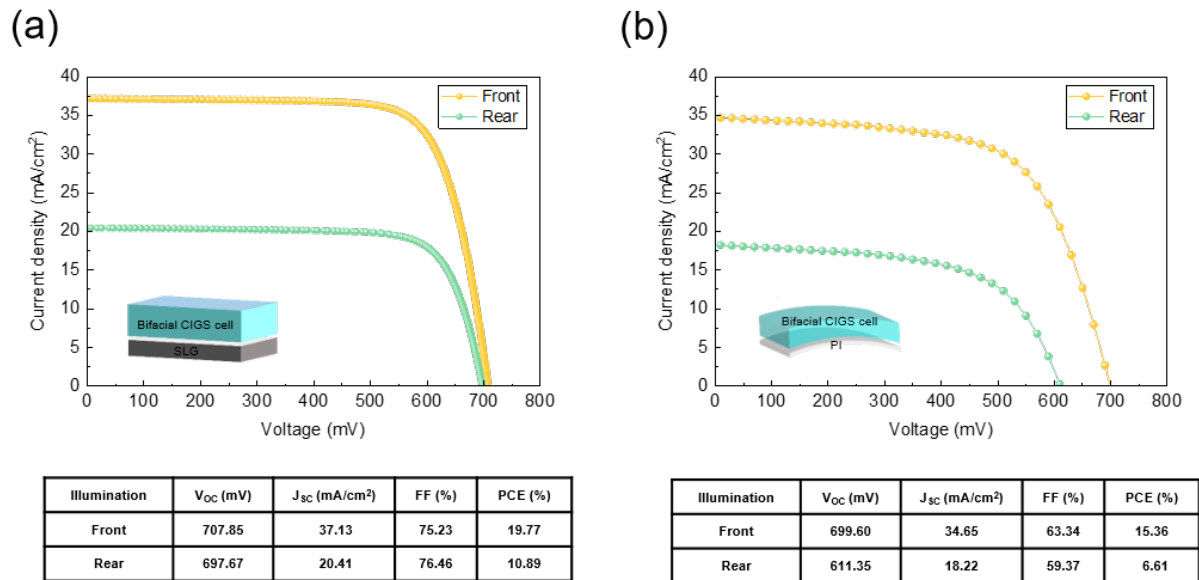 (a)
40
35
30
25
20
15
10
5
0
Current density (mA/cm²)
Front
Rear
Bifacial CIGS cell
SLG
0 100 200 300 400 500 600 700 800
Voltage (mV)
Illumination V_OC (mV) J_SC (mA/cm²) FF (%) PCE (%)
Front 707.85 37.13 75.23 19.77
Rear 697.67 20.41 76.46 10.89
(b)
40
35
30
25
20
15
10
5
0
Current density (mA/cm²)
Front
Rear
Bifacial CIGS cell
PI
0 100 200 300 400 500 600 700 800
Voltage (mV)
Illumination V_OC (mV) J_SC (mA/cm²) FF (%) PCE (%)
Front 699.60 34.65 63.34 15.36
Rear 611.35 18.22 59.37 6.61